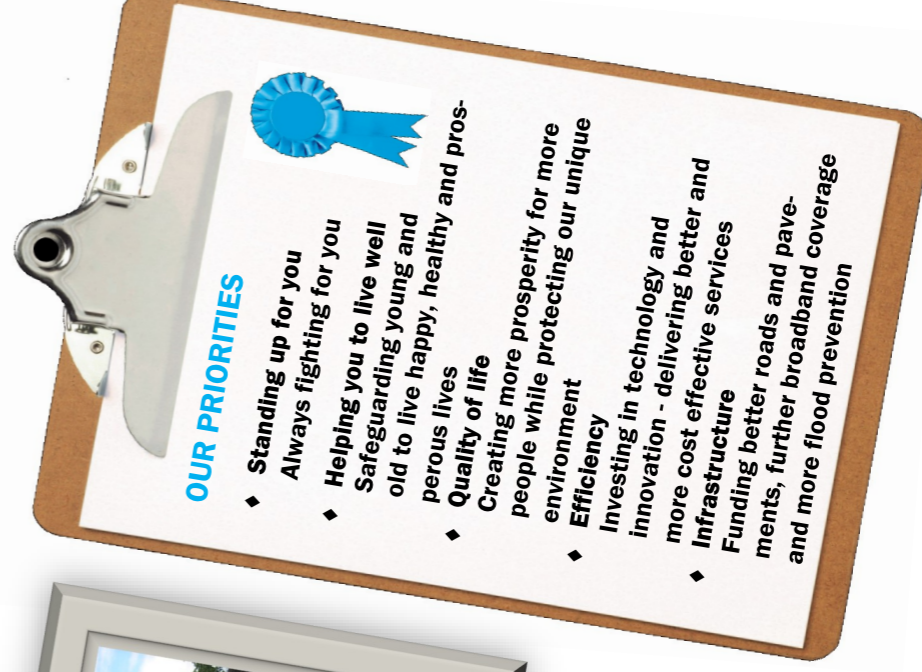 OUR PRIORITIES
♦ Standing up for you
Always fighting for you
♦ Helping you to live well
Safeguarding young and
old to live happy, healthy and pros-
perous lives
♦ Quality of life
Creating more prosperity for more
people while protecting our unique
environment
♦ Efficiency
Investing in technology and
innovation - delivering better and
more cost effective services
♦ Infrastructure
Funding better roads and pave-
ments, further broadband coverage
and more flood prevention